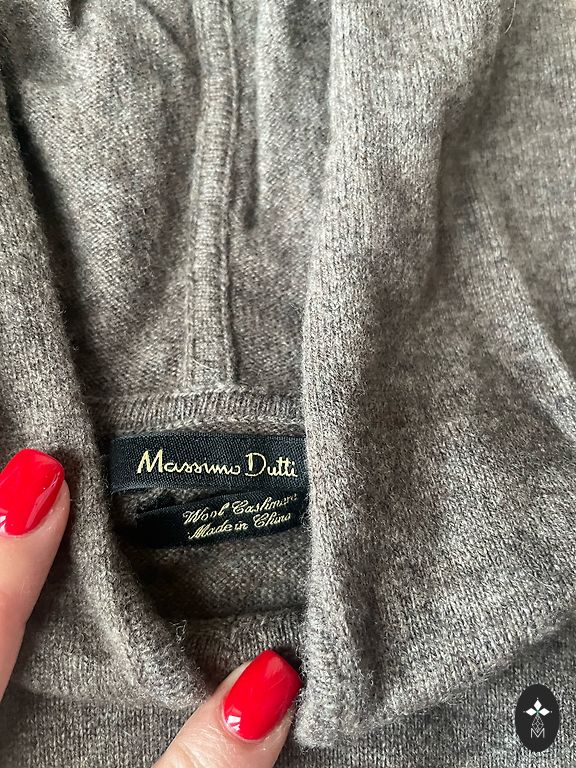 Massimo Dutti
Wool Cashmere
Made in China
M